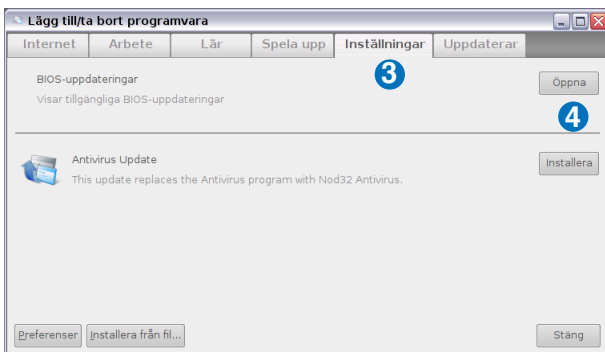 Lägg till/ta bort programvara
Internet Arbete Lär Spela upp Inställningar Uppdaterar
3
BIOS-uppdateringar
Öppna
Visar tillgängliga BIOS-uppdateringar
4
Antivirus Update
Installera
This update replaces the Antivirus program with Nod32 Antivirus.
Preferenser Installera från fil... Stäng